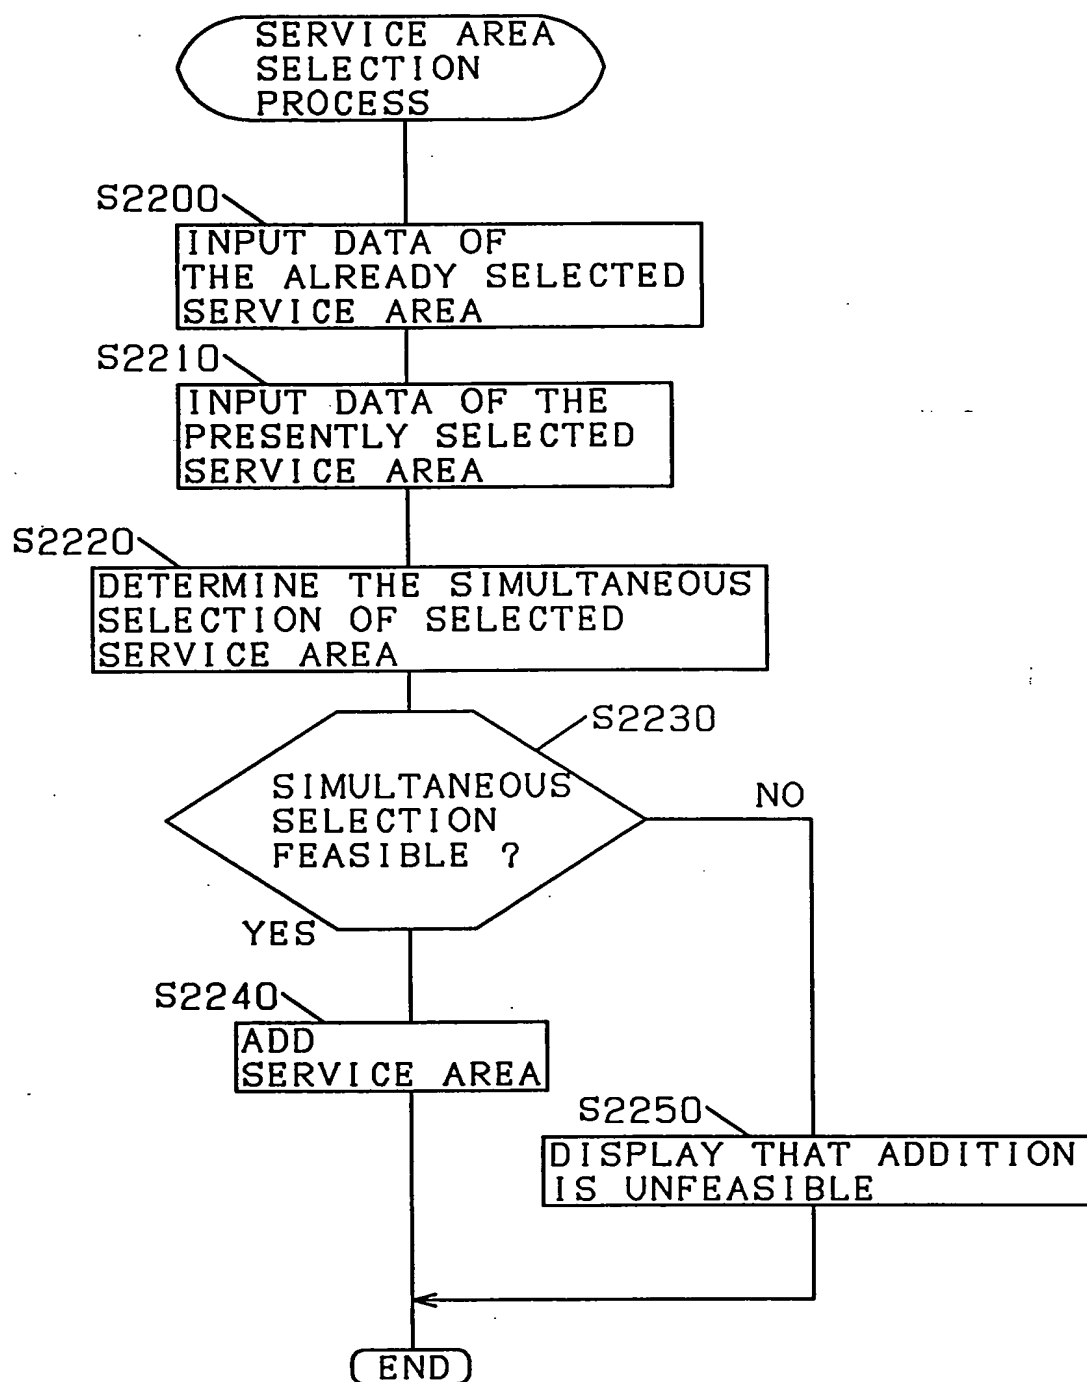 SERVICE AREA
SELECTION
PROCESS
S2200
INPUT DATA OF
THE ALREADY SELECTED
SERVICE AREA
S2210
INPUT DATA OF THE
PRESENTLY SELECTED
SERVICE AREA
S2220
DETERMINE THE SIMULTANEOUS
SELECTION OF SELECTED
SERVICE AREA
S2230
SIMULTANEOUS
SELECTION
FEASIBLE ?
NO
YES
S2240
ADD
SERVICE AREA
S2250
DISPLAY THAT ADDITION
IS UNFEASIBLE
END